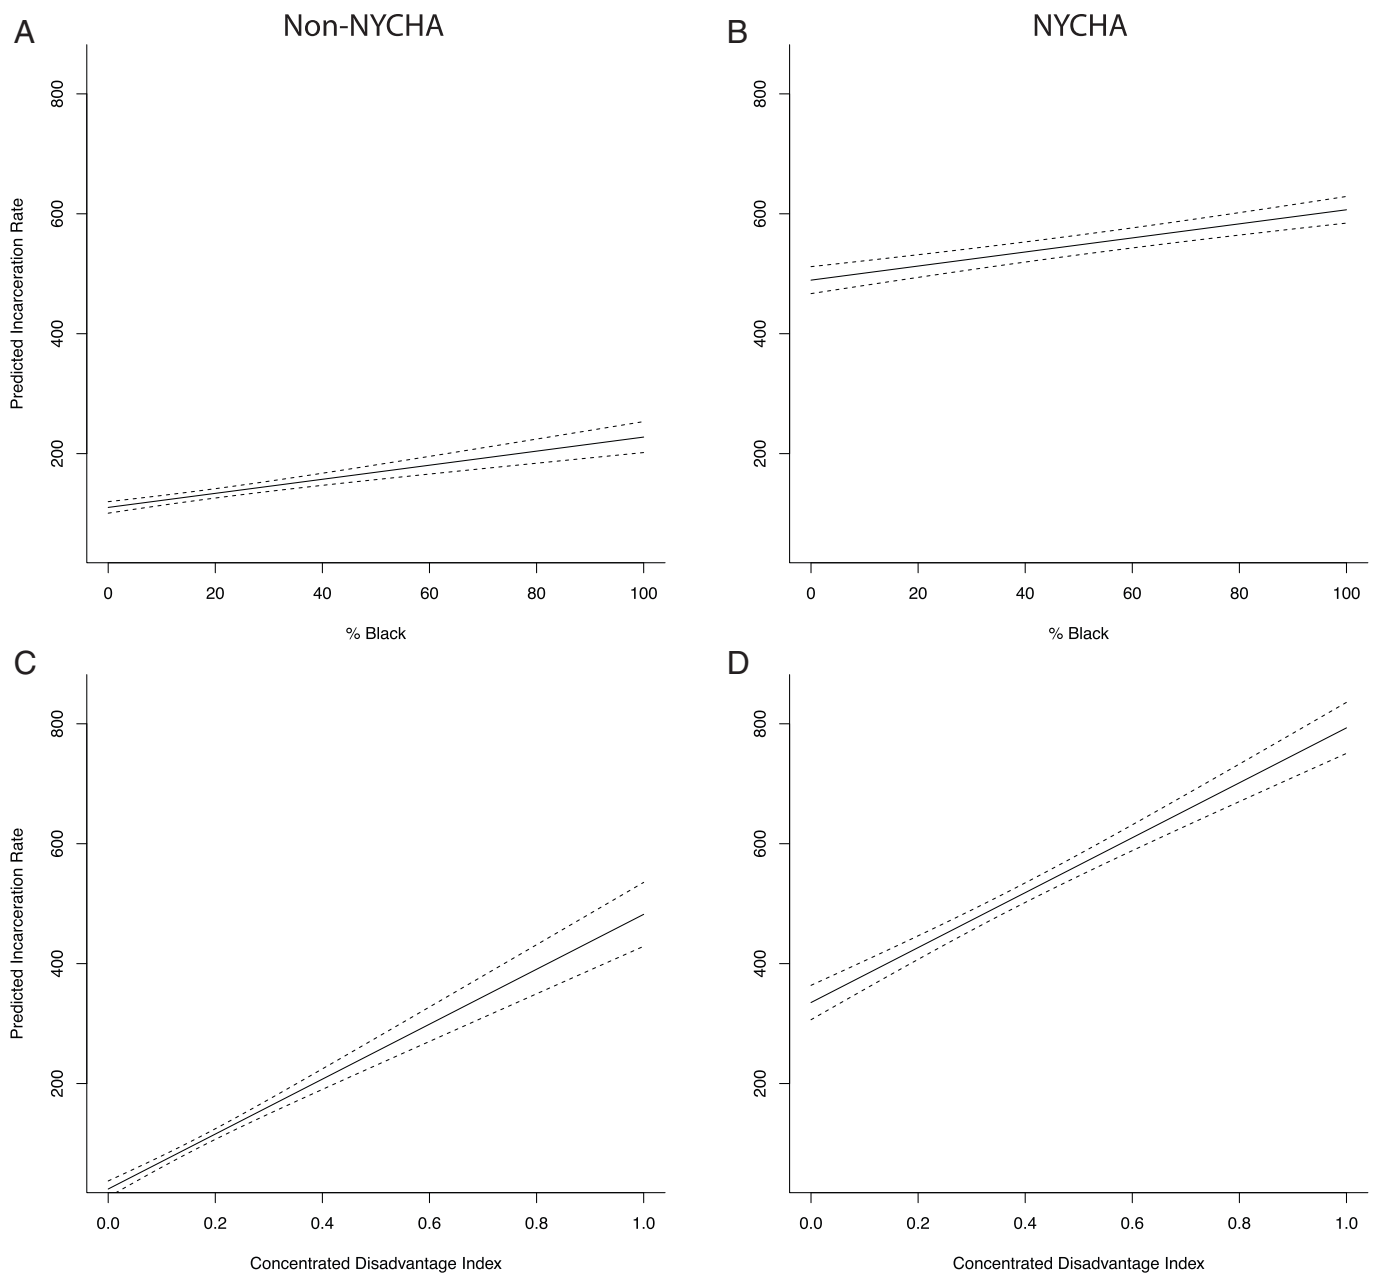 A Non-NYCHA
B NYCHA
Predicted Incarceration Rate
800
600
400
200
0 20 40 60 80 100
% Black
800
600
400
200
0 20 40 60 80 100
% Black
C
Predicted Incarceration Rate
800
600
400
200
0.0 0.2 0.4 0.6 0.8 1.0
Concentrated Disadvantage Index
D
800
600
400
200
0.0 0.2 0.4 0.6 0.8 1.0
Concentrated Disadvantage Index